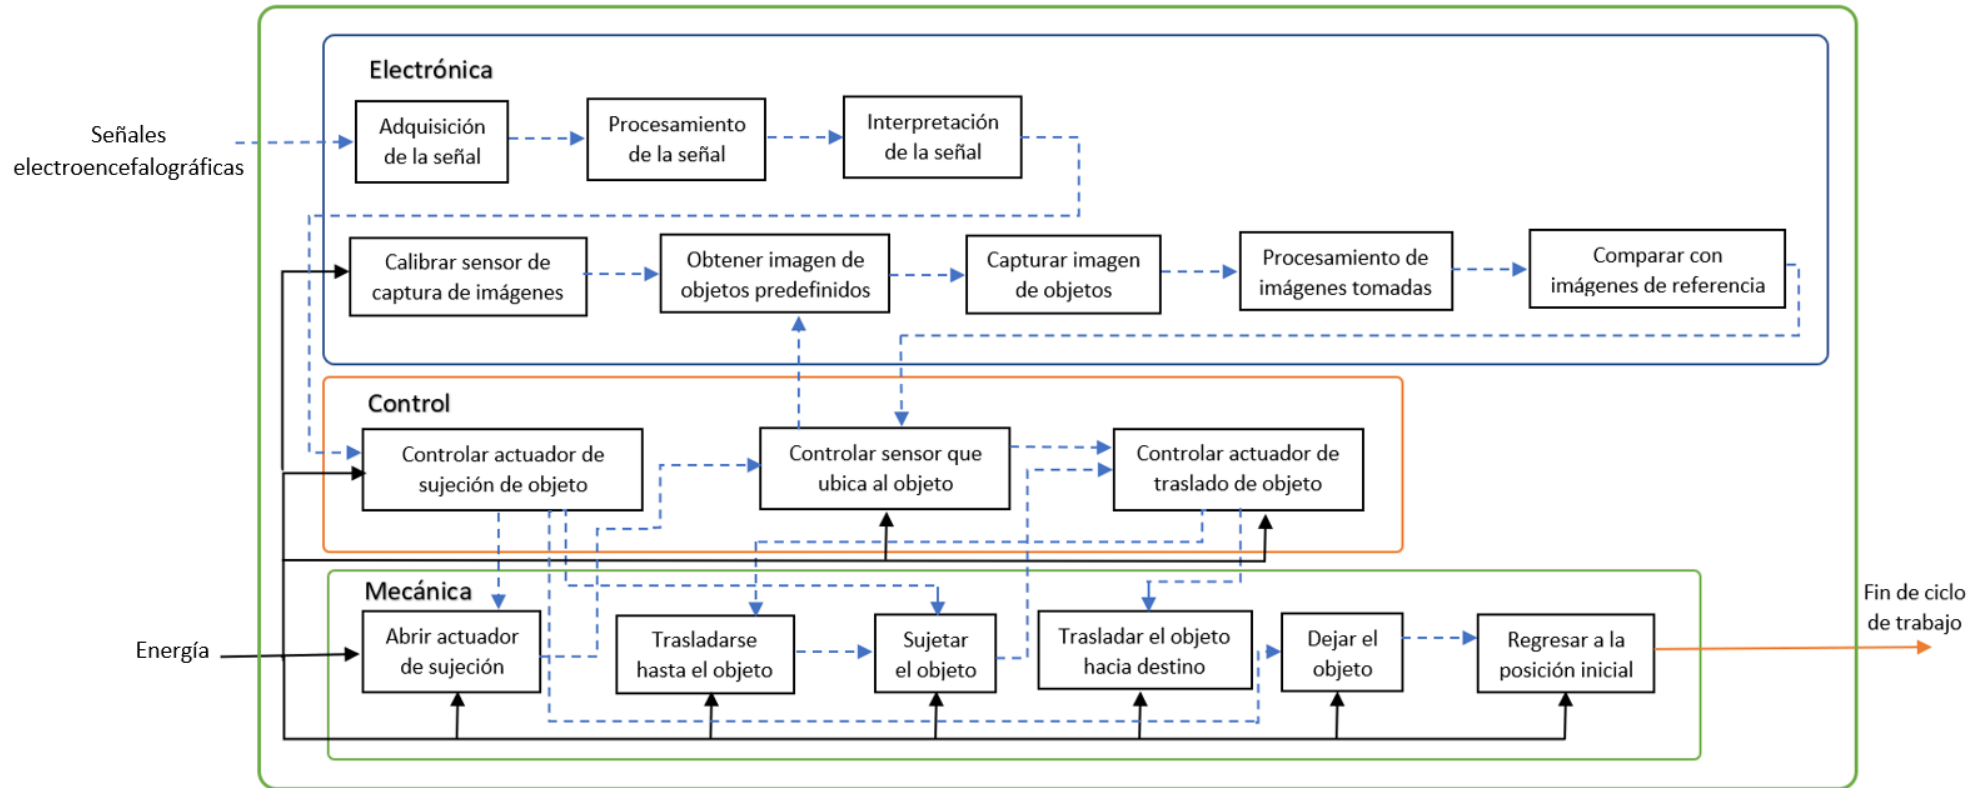 Electrónica
Señales
electroencefalográficas
Adquisición
de la señal
Procesamiento
de la señal
Interpretación
de la señal
Calibrar sensor de
captura de imágenes
Obtener imagen de
objetos predefinidos
Capturar imagen
de objetos
Procesamiento de
imágenes tomadas
Comparar con
imágenes de referencia
Control
Controlar actuador de
sujeción de objeto
Controlar sensor que
ubica al objeto
Controlar actuador de
traslado de objeto
Mecánica
Energía
Abrir actuador
de sujeción
Trasladarse
hasta el objeto
Sujetar
el objeto
Trasladar el objeto
hacia destino
Dejar el
objeto
Regresar a la
posición inicial
Fin de ciclo
de trabajo